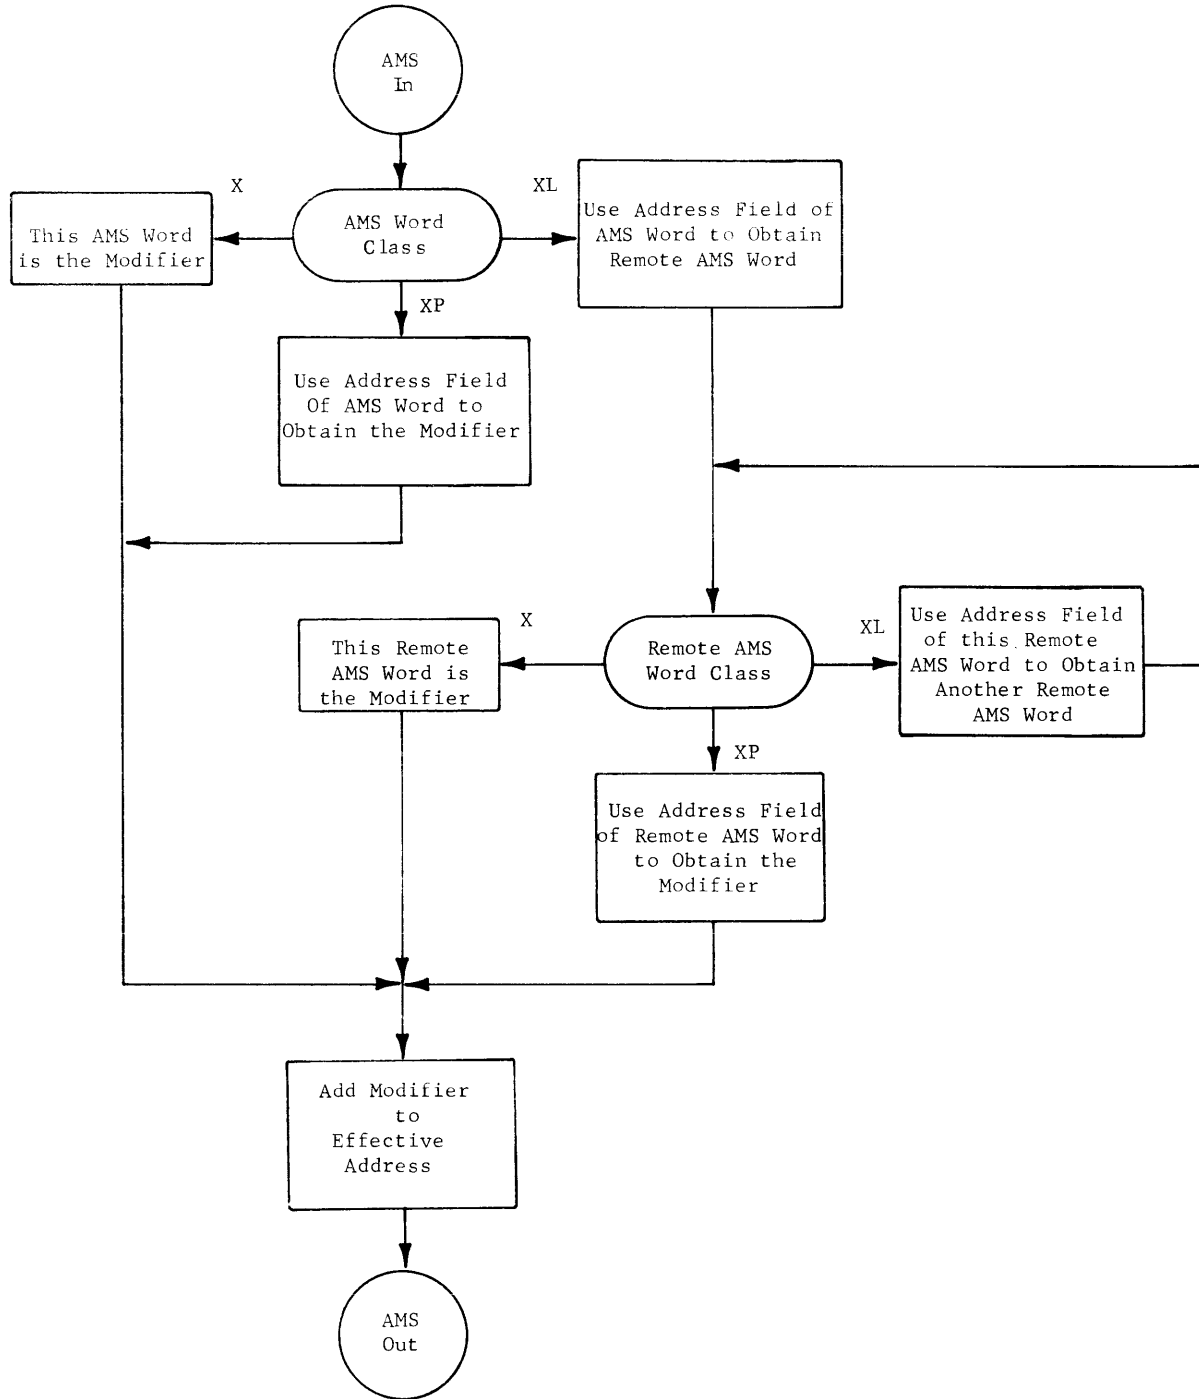 AMS
In
X
XL
AMS Word
Class
Use Address Field of
AMS Word to Obtain
Remote AMS Word
This AMS Word
is the Modifier
XP
Use Address Field
Of AMS Word to
Obtain the Modifier
X
XL
This Remote
AMS Word is
the Modifier
Remote AMS
Word Class
Use Address Field
of this Remote
AMS Word to Obtain
Another Remote
AMS Word
XP
Use Address Field
of Remote AMS Word
to Obtain the
Modifier
Add Modifier
to
Effective
Address
AMS
Out